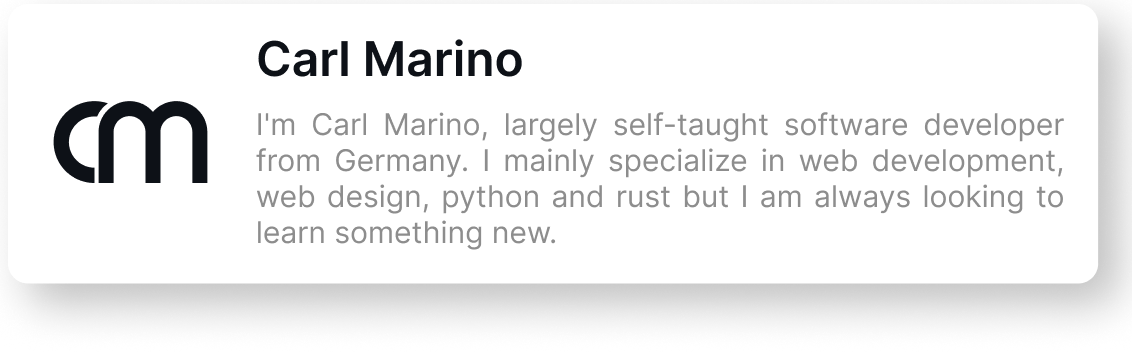 Carl Marino
cm
I'm Carl Marino, largely self-taught software developer
from Germany. I mainly specialize in web development,
web design, python and rust but I am always looking to
learn something new.